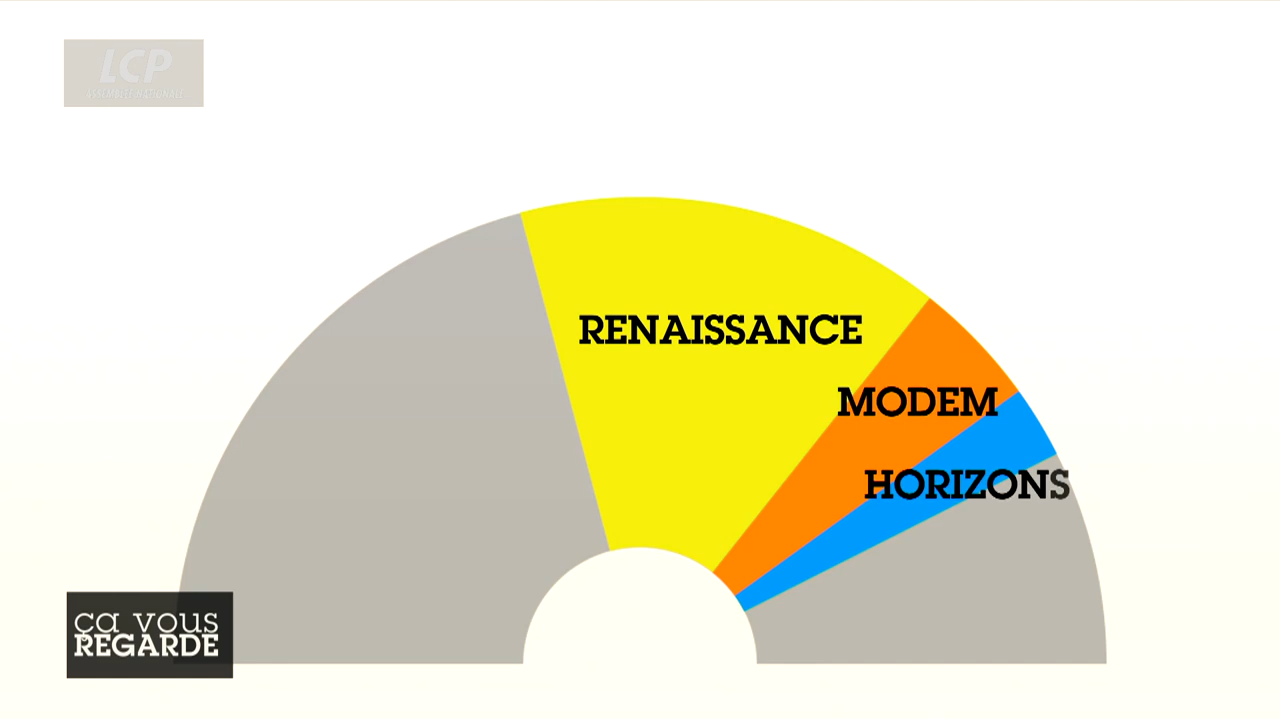 LCP
RENAISSANCE
MODEM
HORIZONS
ça vous
REGARDE